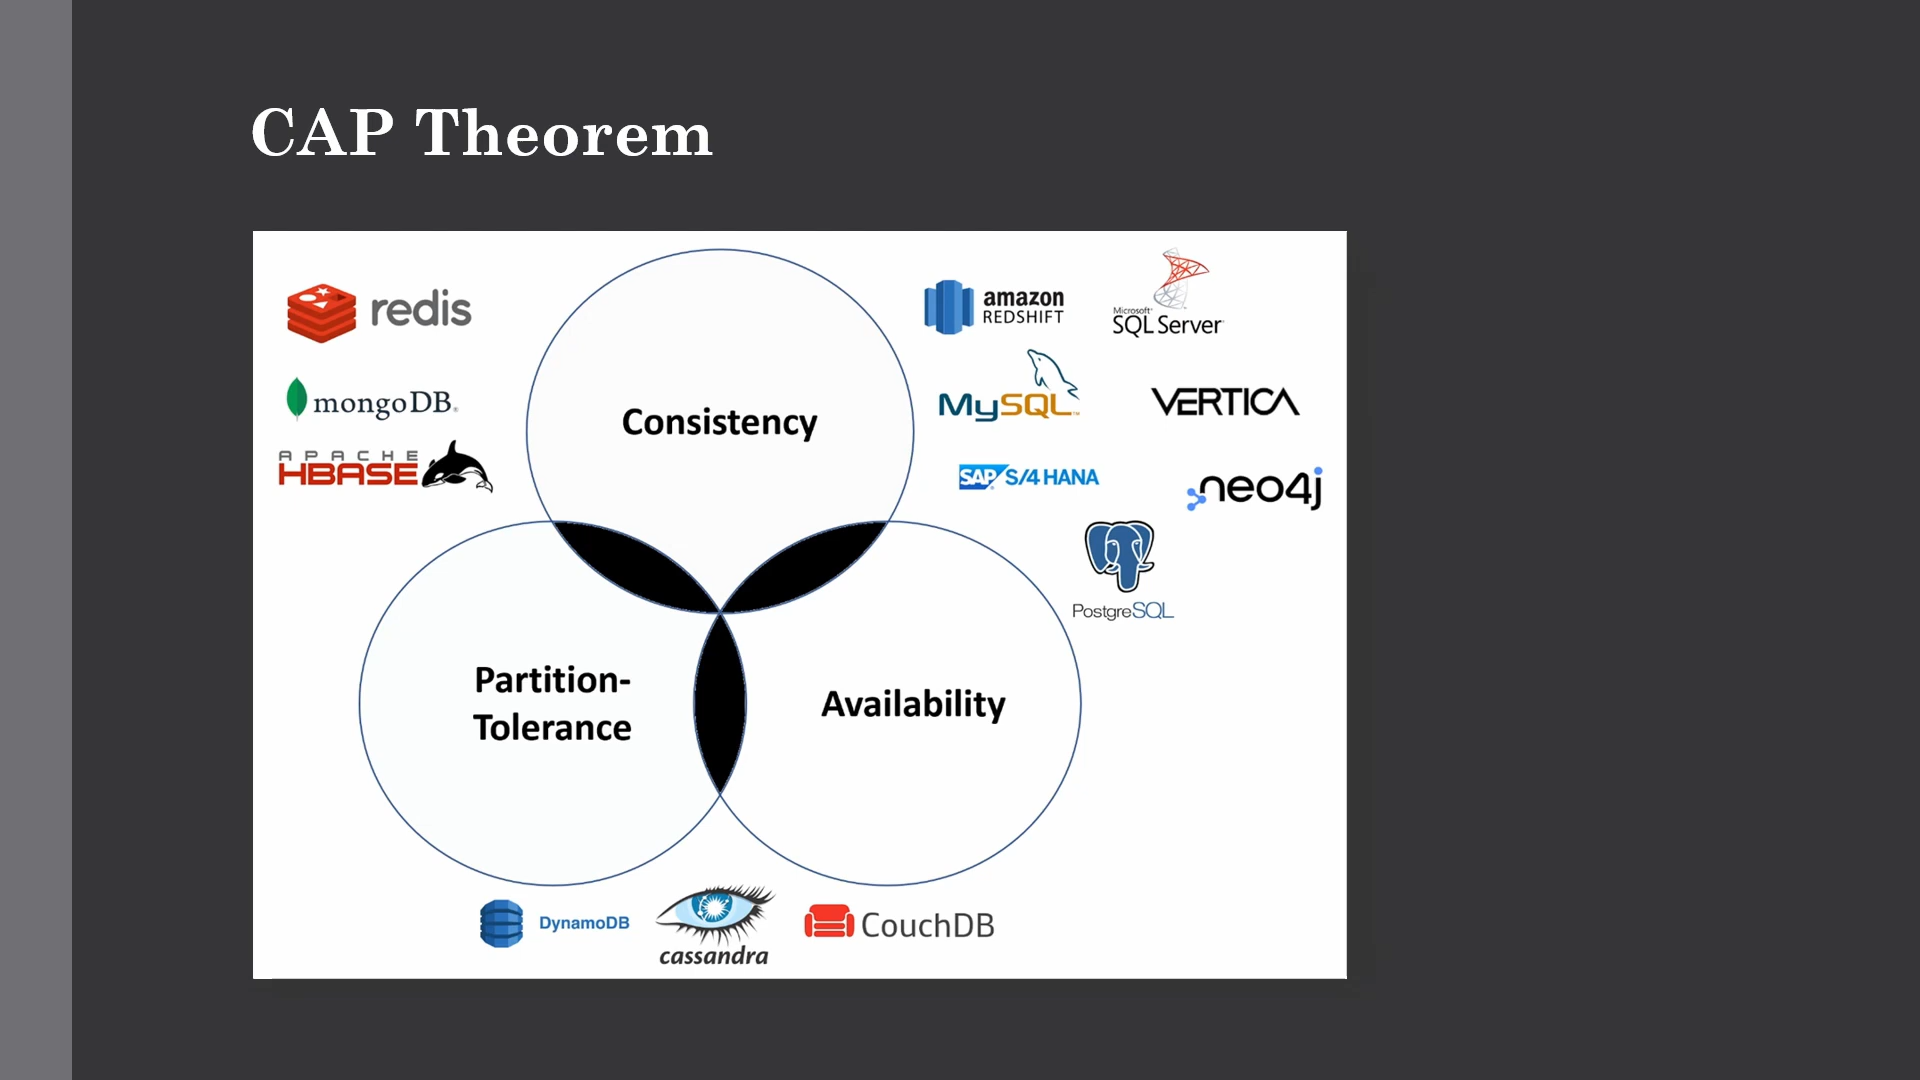 CAP Theorem
redis
mongoDB®
APACHE
HBASE
Consistency
amazon
REDSHIFT
Microsoft®
SQL Server®
MySQL™
VERTICA
SAP® S/4 HANA
neo4j
PostgreSQL
Partition-
Tolerance
Availability
DynamoDB
cassandra
CouchDB